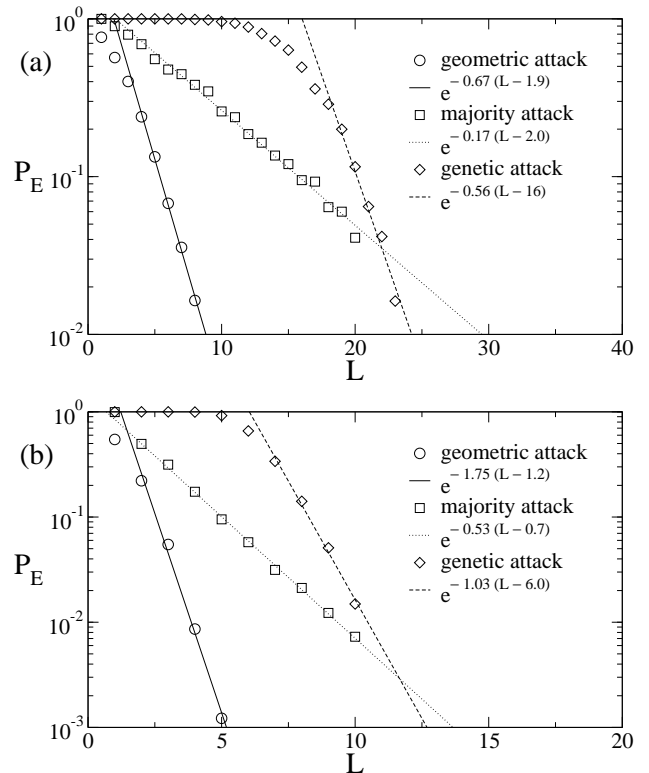 10^0
(a)
geometric attack
e^{– 0.67 (L – 1.9)}
majority attack
e^{– 0.17 (L – 2.0)}
genetic attack
e^{– 0.56 (L – 16)}
P_E
10^{-1}
10^{-2}
0 10 20 30 40
L
10^0
(b)
geometric attack
e^{– 1.75 (L – 1.2)}
majority attack
e^{– 0.53 (L – 0.7)}
genetic attack
e^{– 1.03 (L – 6.0)}
10^{-1}
P_E
10^{-2}
10^{-3}
0 5 10 15 20
L